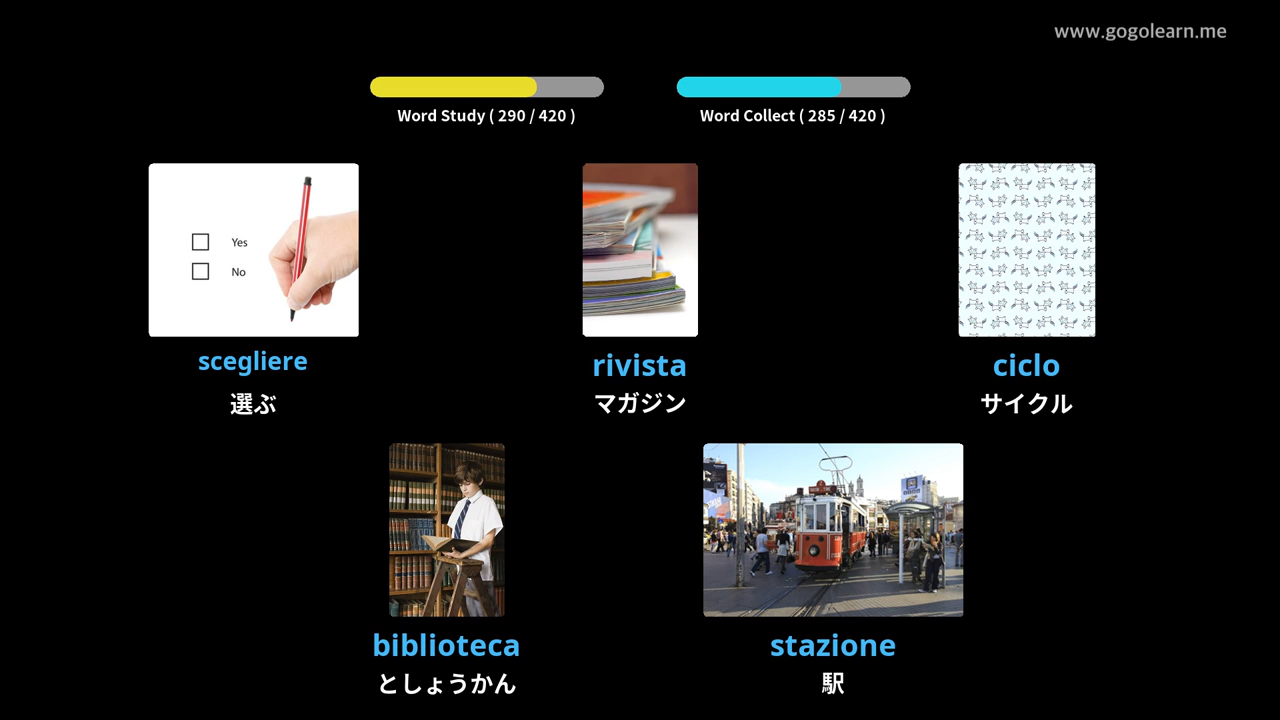 www.gogolearn.me
Word Study ( 290 / 420 )
Word Collect ( 285 / 420 )
Yes
No
scegliere
選ぶ
rivista
マガジン
ciclo
サイクル
biblioteca
としょうかん
stazione
駅